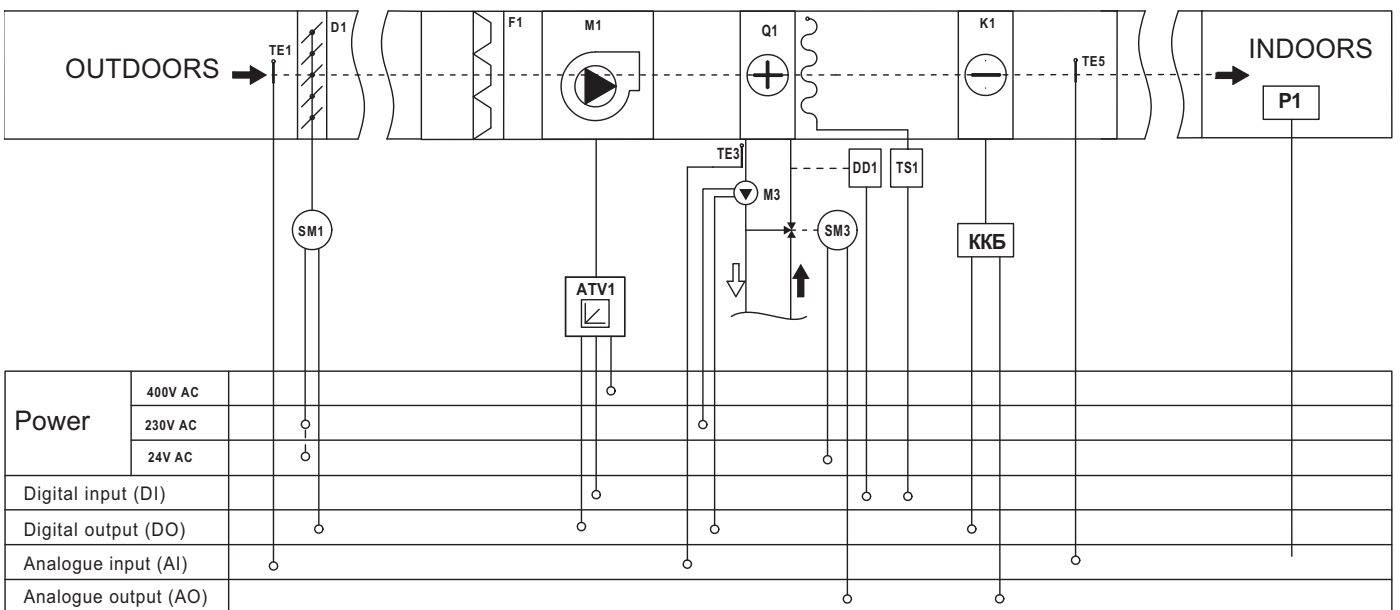 OUTDOORS
TE1
D1
F1
M1
Q1
K1
TE5
INDOORS
P1
TE3
M3
DD1
TS1
SM1
SM3
ККБ
ATV1
Power
400V AC
230V AC
24V AC
Digital input (DI)
Digital output (DO)
Analogue input (AI)
Analogue output (AO)